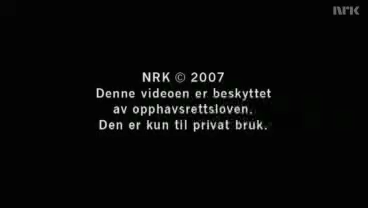 NRK
NRK © 2007
Denne videoen er beskyttet
av opphavsrettsloven.
Den er kun til privat bruk.